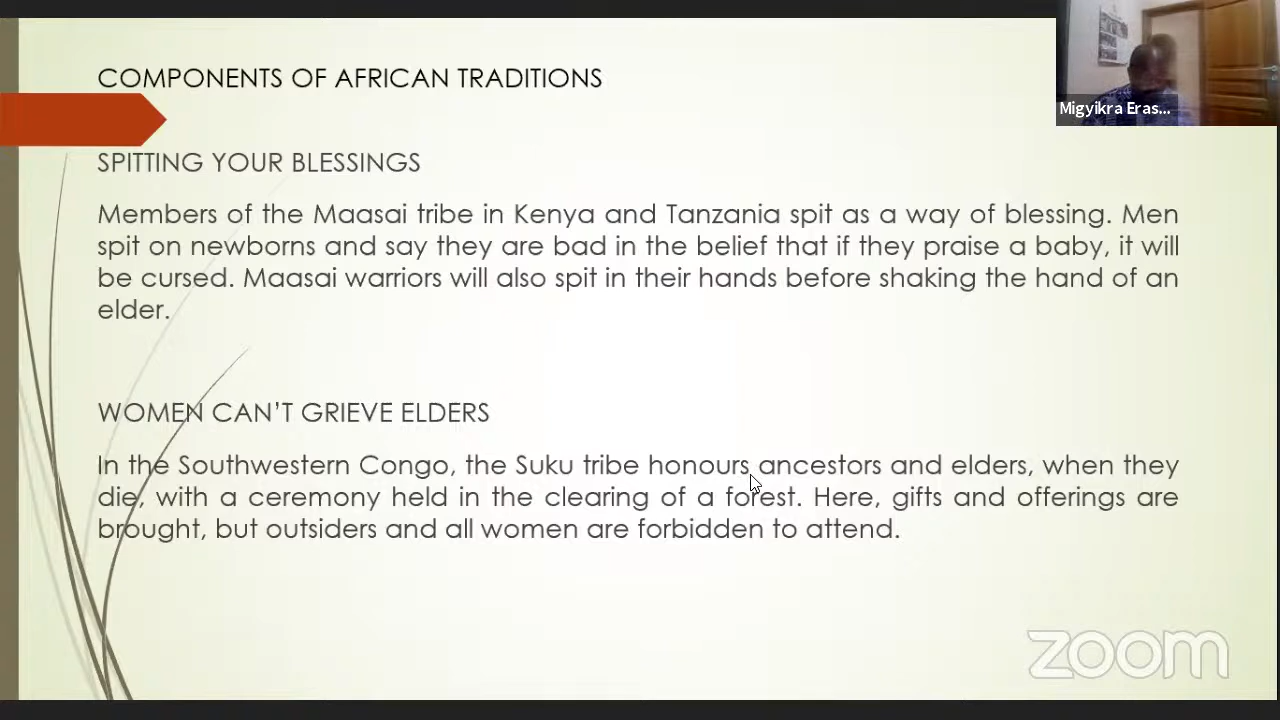 COMPONENTS OF AFRICAN TRADITIONS
Migyikra Eras...
SPITTING YOUR BLESSINGS
Members of the Maasai tribe in Kenya and Tanzania spit as a way of blessing. Men
spit on newborns and say they are bad in the belief that if they praise a baby, it will
be cursed. Maasai warriors will also spit in their hands before shaking the hand of an
elder.
WOMEN CAN'T GRIEVE ELDERS
In the Southwestern Congo, the Suku tribe honours ancestors and elders, when they
die, with a ceremony held in the clearing of a forest. Here, gifts and offerings are
brought, but outsiders and all women are forbidden to attend.
zoom